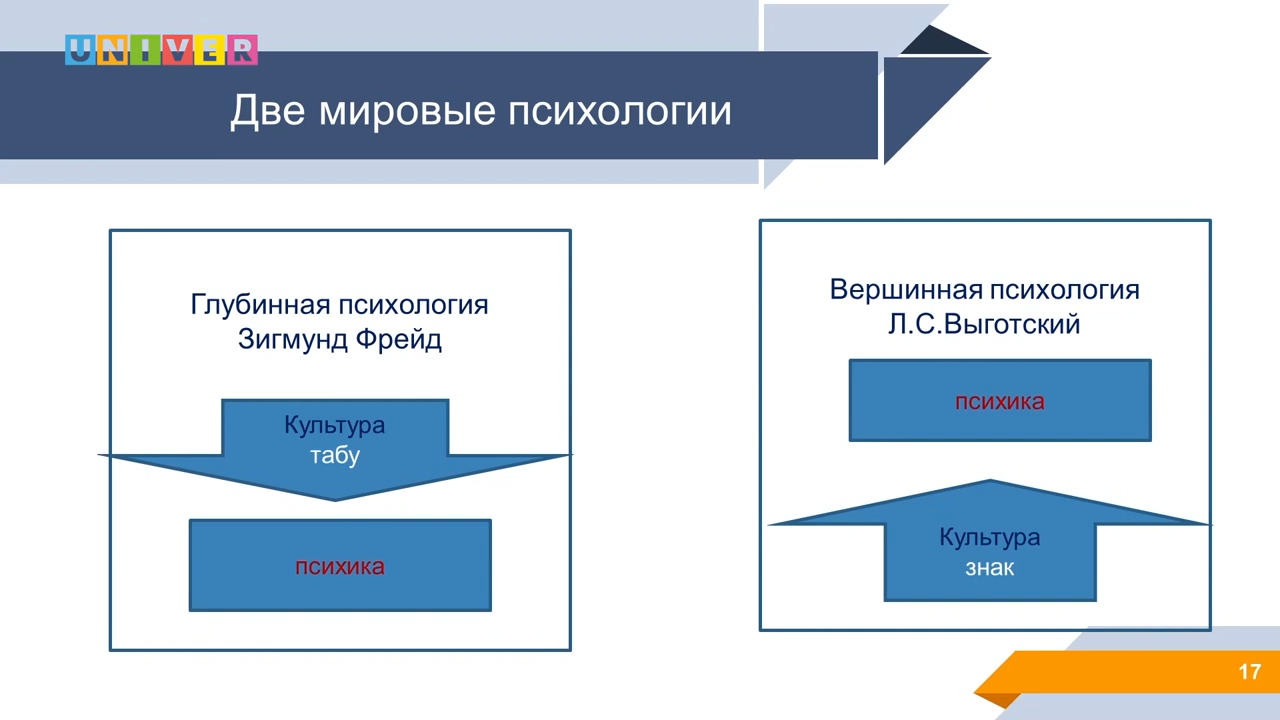 UNIVER
Две мировые психологии
Глубинная психология
Зигмунд Фрейд
Культура
табу
психика
Вершинная психология
Л.С.Выготский
психика
Культура
знак
17